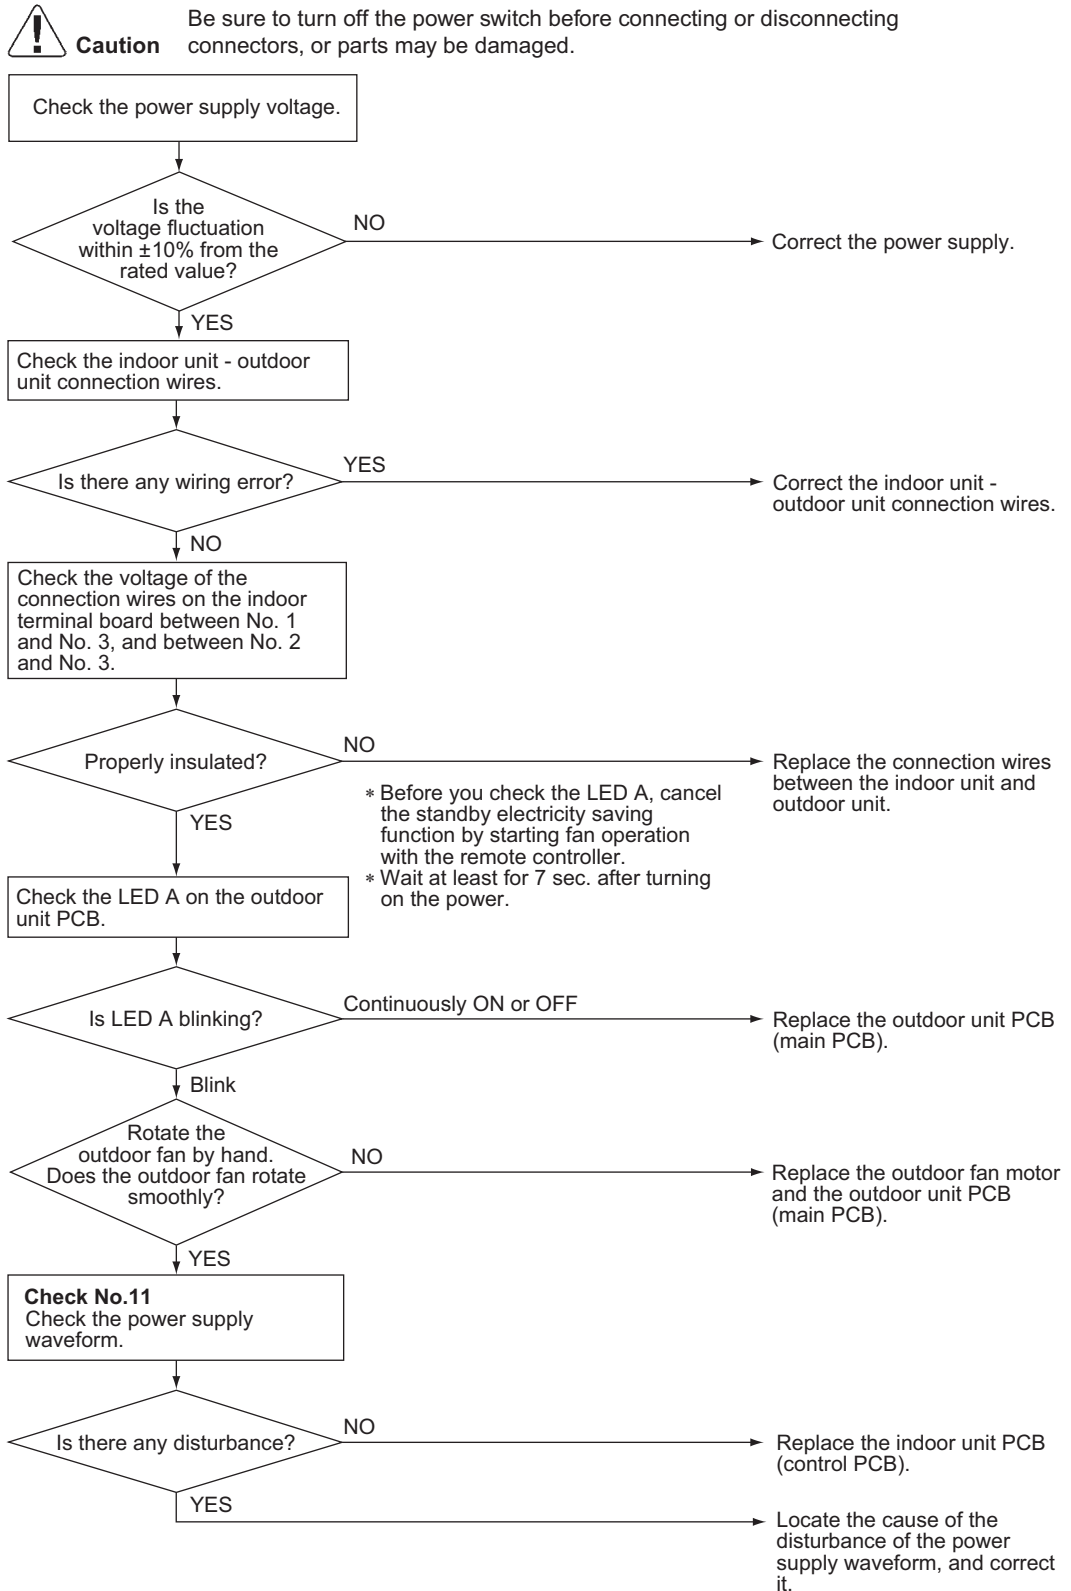 Be sure to turn off the power switch before connecting or disconnecting
Caution connectors, or parts may be damaged.
Check the power supply voltage.
Is the
voltage fluctuation
within ±10% from the
rated value?
NO
Correct the power supply.
YES
Check the indoor unit - outdoor
unit connection wires.
Is there any wiring error?
YES
Correct the indoor unit -
outdoor unit connection wires.
NO
Check the voltage of the
connection wires on the indoor
terminal board between No. 1
and No. 3, and between No. 2
and No. 3.
Properly insulated?
NO
Replace the connection wires
between the indoor unit and
outdoor unit.
YES
∗ Before you check the LED A, cancel
the standby electricity saving
function by starting fan operation
with the remote controller.
∗ Wait at least for 7 sec. after turning
on the power.
Check the LED A on the outdoor
unit PCB.
Is LED A blinking?
Continuously ON or OFF
Replace the outdoor unit PCB
(main PCB).
Blink
Rotate the
outdoor fan by hand.
Does the outdoor fan rotate
smoothly?
NO
Replace the outdoor fan motor
and the outdoor unit PCB
(main PCB).
YES
Check No.11
Check the power supply
waveform.
Is there any disturbance?
NO
Replace the indoor unit PCB
(control PCB).
YES
Locate the cause of the
disturbance of the power
supply waveform, and correct
it.